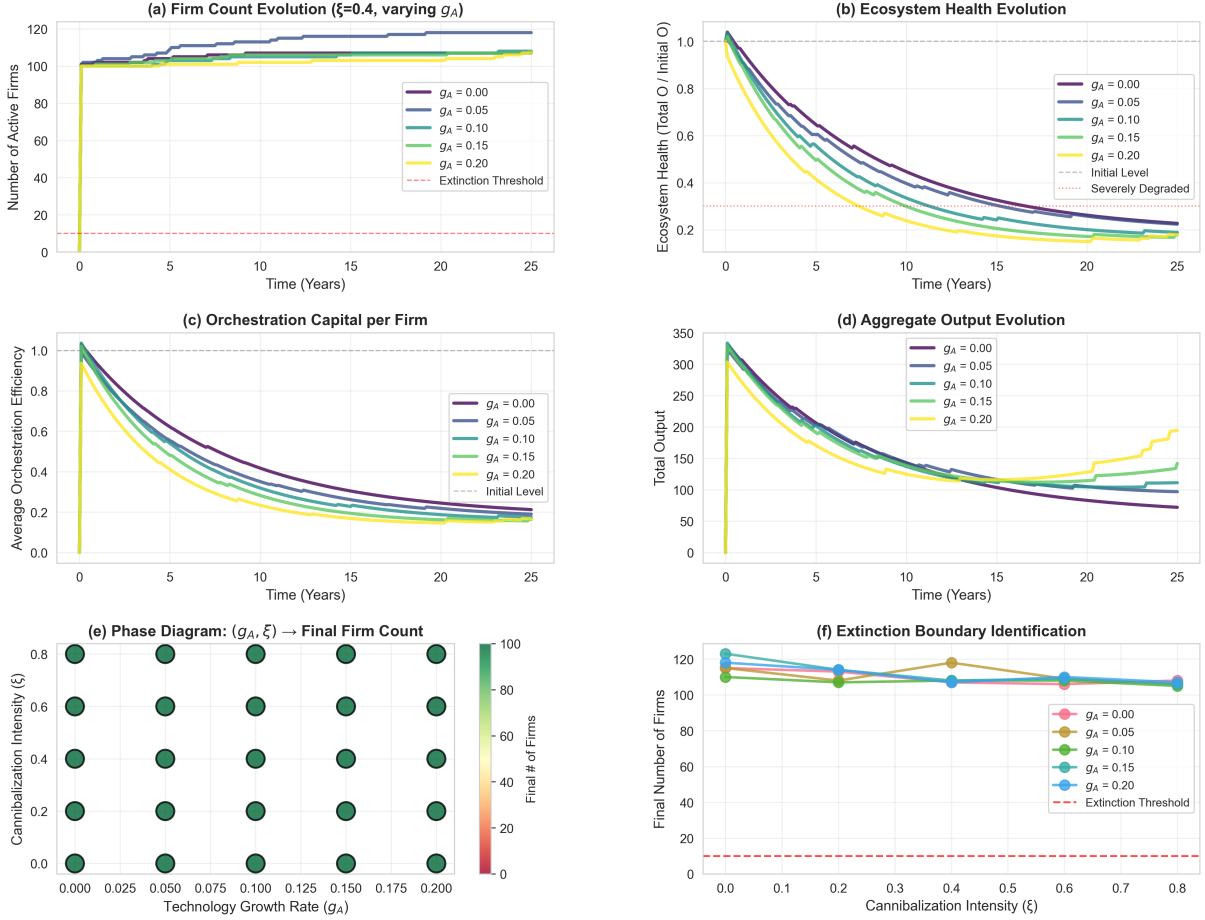 (a) Firm Count Evolution (ξ=0.4, varying g_A)
Number of Active Firms
120
100
80
60
40
20
0
g_A = 0.00
g_A = 0.05
g_A = 0.10
g_A = 0.15
g_A = 0.20
Extinction Threshold
0 5 10 15 20 25
Time (Years)
(b) Ecosystem Health Evolution
Ecosystem Health (Total O / Initial O)
1.0
0.8
0.6
0.4
0.2
g_A = 0.00
g_A = 0.05
g_A = 0.10
g_A = 0.15
g_A = 0.20
Initial Level
Severely Degraded
0 5 10 15 20 25
Time (Years)
(c) Orchestration Capital per Firm
Average Orchestration Efficiency
1.0
0.8
0.6
0.4
0.2
0.0
g_A = 0.00
g_A = 0.05
g_A = 0.10
g_A = 0.15
g_A = 0.20
Initial Level
0 5 10 15 20 25
Time (Years)
(d) Aggregate Output Evolution
Total Output
350
300
250
200
150
100
50
0
g_A = 0.00
g_A = 0.05
g_A = 0.10
g_A = 0.15
g_A = 0.20
0 5 10 15 20 25
Time (Years)
(e) Phase Diagram: (g_A, ξ) → Final Firm Count
Cannibalization Intensity (ξ)
0.8
0.6
0.4
0.2
0.0
0.000 0.025 0.050 0.075 0.100 0.125 0.150 0.175 0.200
Technology Growth Rate (g_A)
100
80
60
40
20
0
Final # of Firms
(f) Extinction Boundary Identification
Final Number of Firms
120
100
80
60
40
20
0
g_A = 0.00
g_A = 0.05
g_A = 0.10
g_A = 0.15
g_A = 0.20
Extinction Threshold
0.0 0.1 0.2 0.3 0.4 0.5 0.6 0.7 0.8
Cannibalization Intensity (ξ)